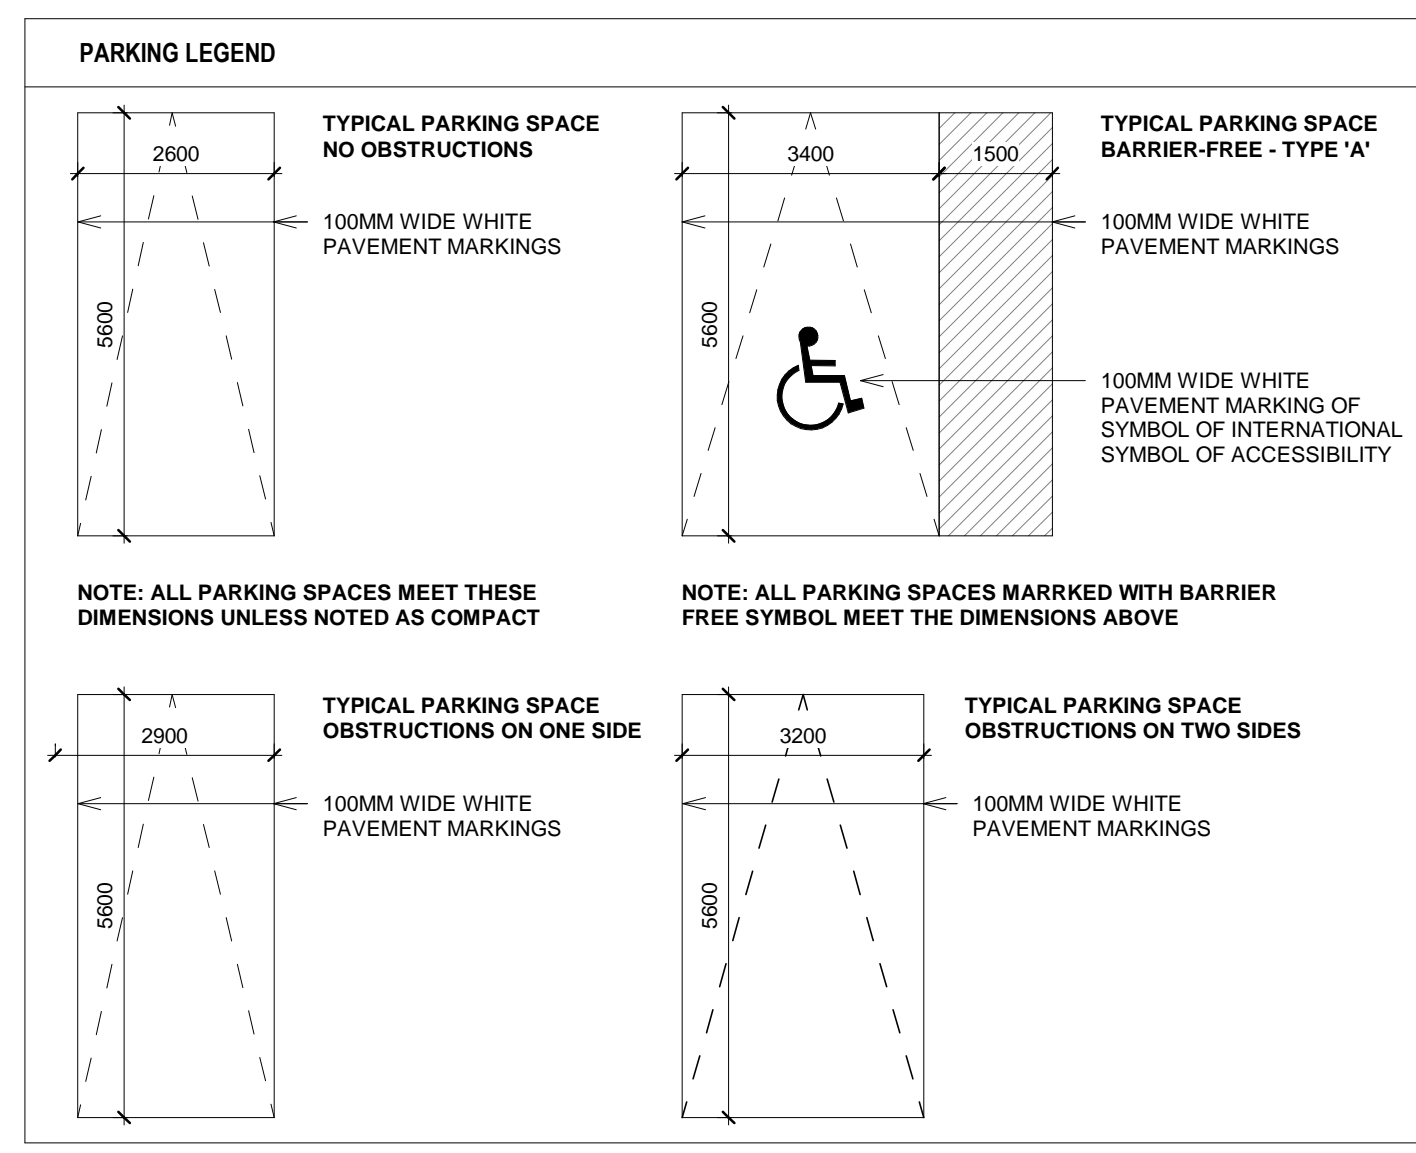 PARKING LEGEND
2600
5600
TYPICAL PARKING SPACE
NO OBSTRUCTIONS
100MM WIDE WHITE
PAVEMENT MARKINGS
NOTE: ALL PARKING SPACES MEET THESE
DIMENSIONS UNLESS NOTED AS COMPACT
3400
1500
5600
TYPICAL PARKING SPACE
BARRIER-FREE - TYPE 'A'
100MM WIDE WHITE
PAVEMENT MARKINGS
100MM WIDE WHITE
PAVEMENT MARKING OF
SYMBOL OF INTERNATIONAL
SYMBOL OF ACCESSIBILITY
NOTE: ALL PARKING SPACES MARRKED WITH BARRIER
FREE SYMBOL MEET THE DIMENSIONS ABOVE
2900
5600
TYPICAL PARKING SPACE
OBSTRUCTIONS ON ONE SIDE
100MM WIDE WHITE
PAVEMENT MARKINGS
3200
5600
TYPICAL PARKING SPACE
OBSTRUCTIONS ON TWO SIDES
100MM WIDE WHITE
PAVEMENT MARKINGS